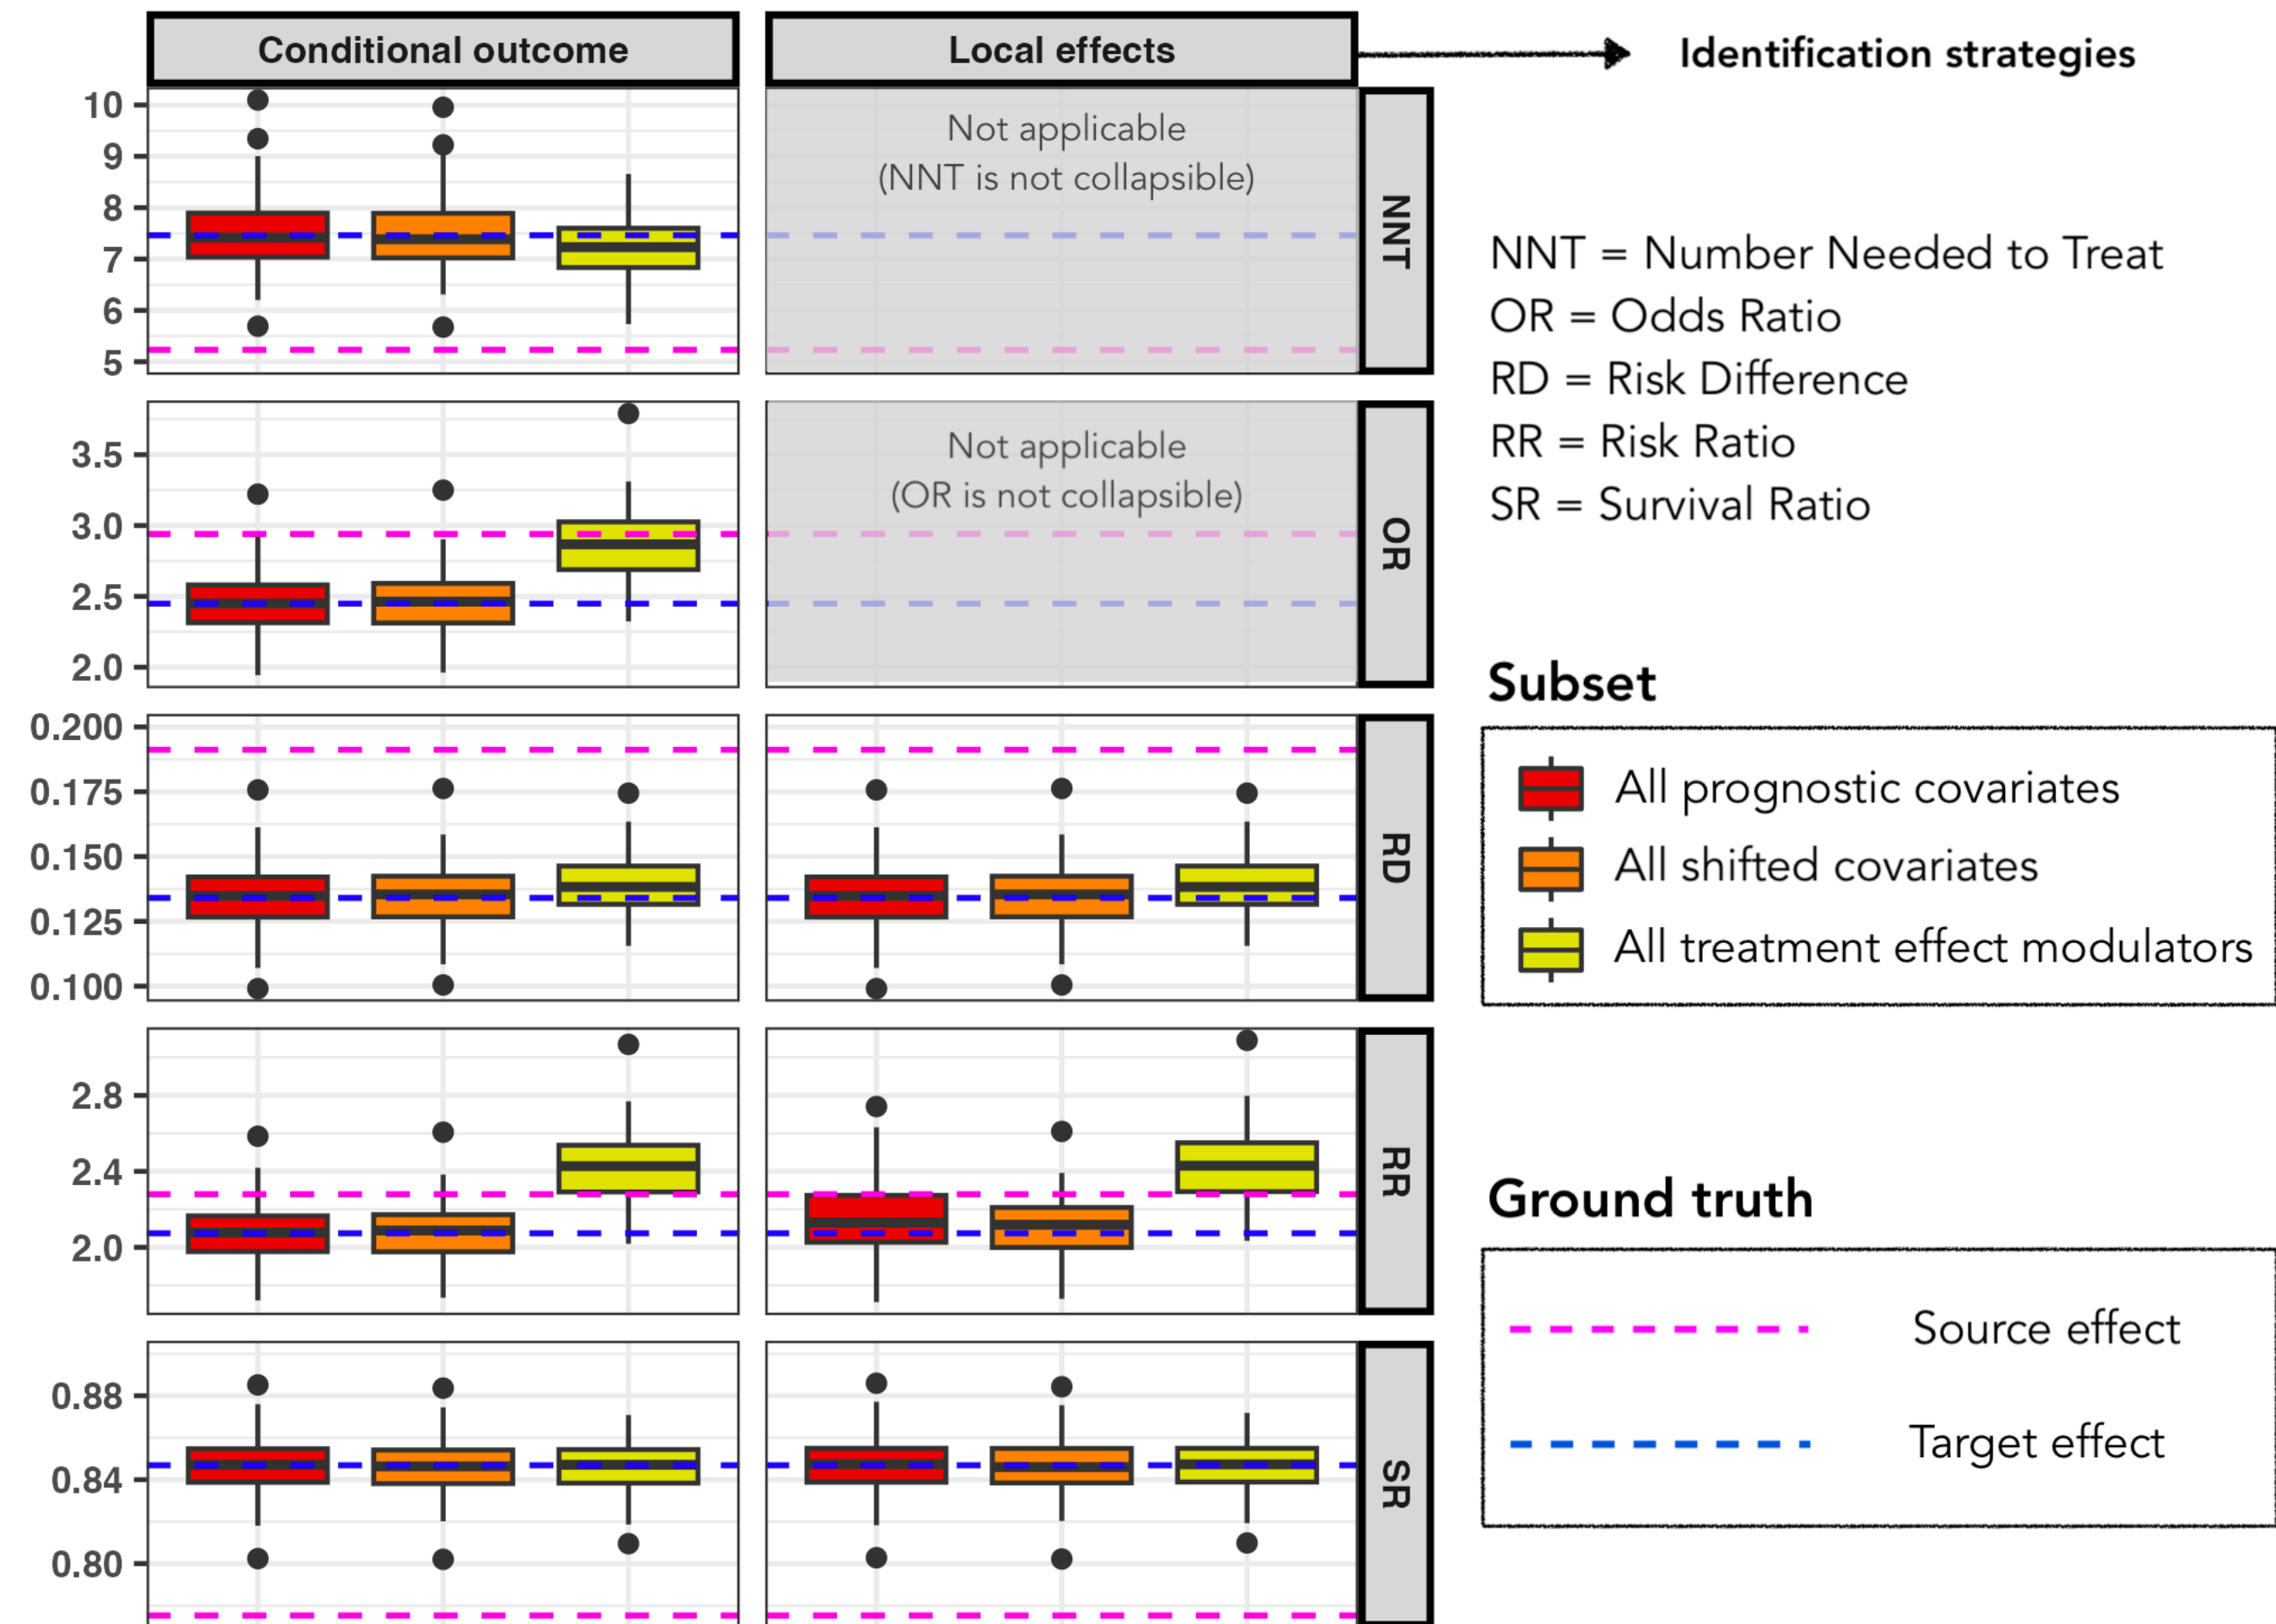 Conditional outcome
Local effects
Identification strategies
10
9
8
7
6
5
Not applicable
(NNT is not collapsible)
NNT
3.5
3.0
2.5
2.0
Not applicable
(OR is not collapsible)
OR
0.200
0.175
0.150
0.125
0.100
RD
2.8
2.4
2.0
RR
0.88
0.84
0.80
SR
NNT = Number Needed to Treat
OR = Odds Ratio
RD = Risk Difference
RR = Risk Ratio
SR = Survival Ratio
Subset
All prognostic covariates
All shifted covariates
All treatment effect modulators
Ground truth
Source effect
Target effect